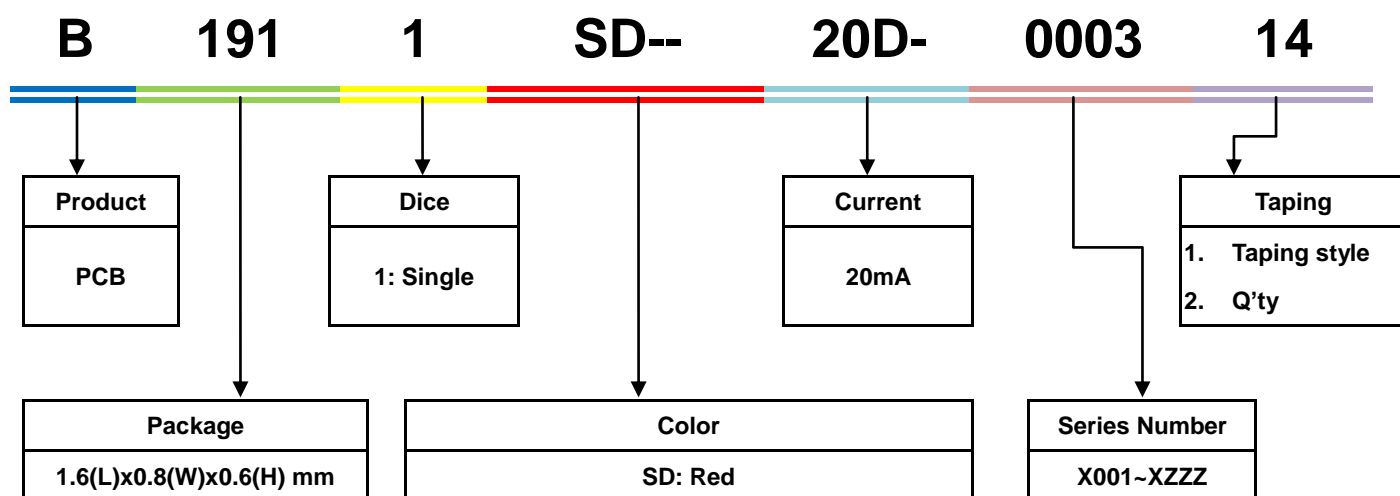 B 191 1 SD-- 20D- 0003 14
Product
PCB
Dice
1: Single
Current
20mA
Taping
1. Taping style
2. Q’ty
Package
1.6(L)x0.8(W)x0.6(H) mm
Color
SD: Red
Series Number
X001~XZZZ